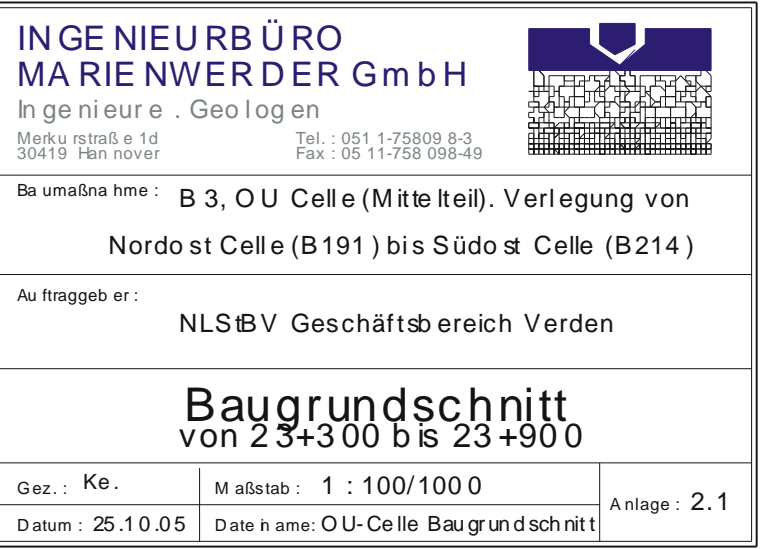 INGENIEURBÜRO
MARIENWERDER GmbH
Ingenieure . Geologen
Merkurstraße 1d
30419 Hannover
Tel. : 0511-758098-3
Fax : 0511-758 098-49
Baumaßnahme :
B 3, OU Celle (Mittelteil). Verlegung von
Nordost Celle (B191) bis Südost Celle (B214)
Auftraggeber :
NLStBV Geschäftsbereich Verden
Baugrundschnitt
von 23+300 bis 23+900
Gez. : Ke.
Maßstab : 1 : 100/1000
Anlage : 2.1
Datum : 25.10.05
Dateiname: OU-Celle Baugrundschnitt